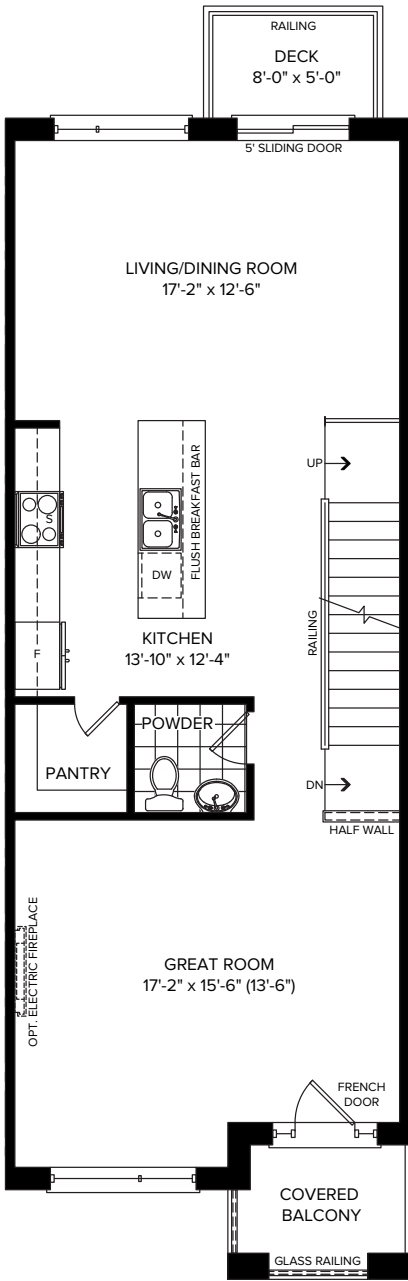 RAILING
DECK
8'-0" x 5'-0"
5' SLIDING DOOR
LIVING/DINING ROOM
17'-2" x 12'-6"
UP
FLUSH BREAKFAST BAR
S
DW
RAILING
KITCHEN
13'-10" x 12'-4"
F
POWDER
PANTRY
DN
HALF WALL
OPT. ELECTRIC FIREPLACE
GREAT ROOM
17'-2" x 15'-6" (13'-6")
FRENCH
DOOR
COVERED
BALCONY
GLASS RAILING